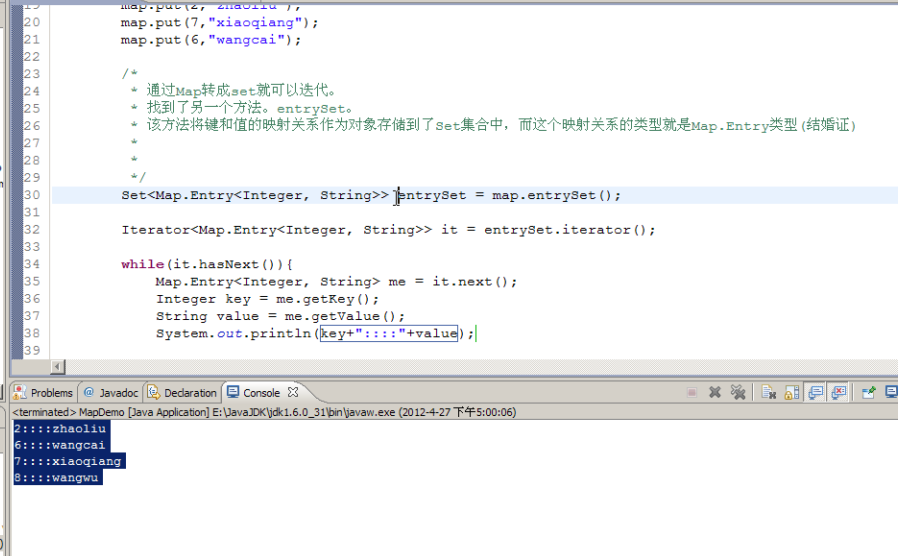 19 map.put(2,"zhaoliu");
20 map.put(7,"xiaoqiang");
21 map.put(6,"wangcai");
22
23 /*
24 * 通过Map转成set就可以迭代。
25 * 找到了另一个方法。entrySet。
26 * 该方法将键和值的映射关系作为对象存储到了Set集合中，而这个映射关系的类型就是Map.Entry类型(结婚证)
27 *
28 *
29 */
30 Set<Map.Entry<Integer, String>> entrySet = map.entrySet();
31
32 Iterator<Map.Entry<Integer, String>> it = entrySet.iterator();
33
34 while(it.hasNext()){
35 Map.Entry<Integer, String> me = it.next();
36 Integer key = me.getKey();
37 String value = me.getValue();
38 System.out.println(key+"::::"+value);
39
Problems Javadoc Declaration Console
<terminated> MapDemo [Java Application] E:\JavaJDK\jdk1.6.0_31\bin\javaw.exe (2012-4-27 下午5:00:06)
2::::zhaoliu
6::::wangcai
7::::xiaoqiang
8::::wangwu